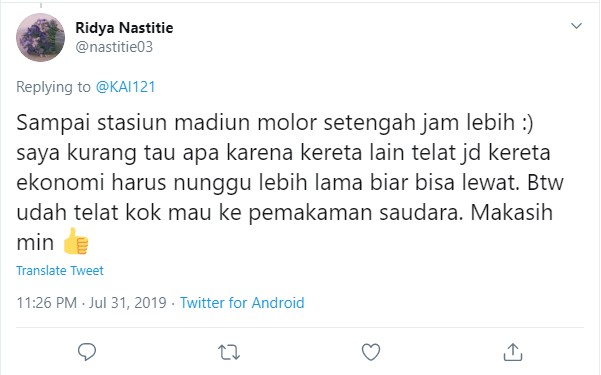 Ridya Nastitie
@nastitie03
Replying to @KAI121
Sampai stasiun madiun molor setengah jam lebih :)
saya kurang tau apa karena kereta lain telat jd kereta
ekonomi harus nunggu lebih lama biar bisa lewat. Btw
udah telat kok mau ke pemakaman saudara. Makasih
min 👍
Translate Tweet
11:26 PM · Jul 31, 2019 · Twitter for Android